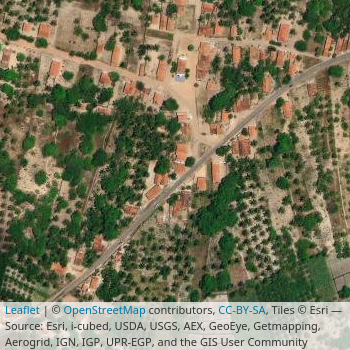 Leaflet | © OpenStreetMap contributors, CC-BY-SA, Tiles © Esri —
Source: Esri, i-cubed, USDA, USGS, AEX, GeoEye, Getmapping,
Aerogrid, IGN, IGP, UPR-EGP, and the GIS User Community